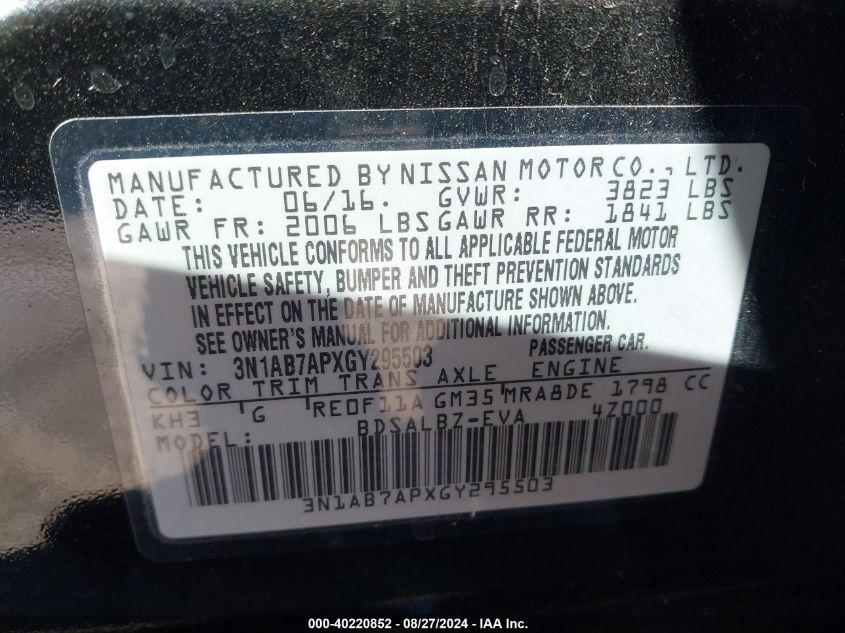 MANUFACTURED BY NISSAN MOTOR CO., LTD.
DATE: 06/16. GVWR: 3823 LBS
GAWR FR: 2006 LBS GAWR RR: 1841 LBS
THIS VEHICLE CONFORMS TO ALL APPLICABLE FEDERAL MOTOR
VEHICLE SAFETY, BUMPER AND THEFT PREVENTION STANDARDS
IN EFFECT ON THE DATE OF MANUFACTURE SHOWN ABOVE.
SEE OWNER'S MANUAL FOR ADDITIONAL INFORMATION.
VIN: 3N1AB7APXGY295503 PASSENGER CAR.
COLOR TRIM TRANS AXLE ENGINE
KH3 G RE0F11A GM35 MRA8DE 1798 CC
MODEL: BDSALBZ-EVA 4Z000
3N1AB7APXGY295503
000-40220852 - 08/27/2024 - IAA Inc.